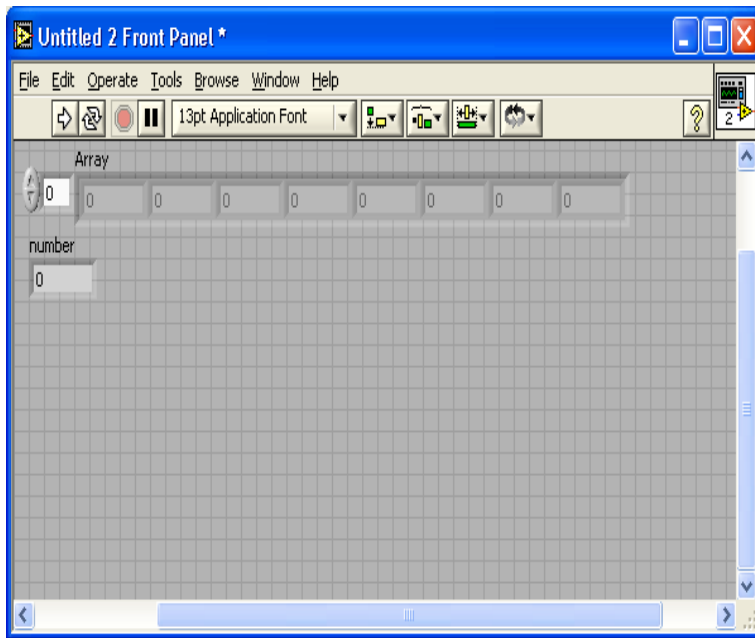 Untitled 2 Front Panel *
File Edit Operate Tools Browse Window Help
13pt Application Font
2
Array
0 0 0 0 0 0 0 0 0
number
0